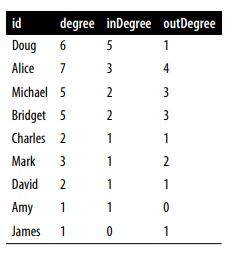 id degree inDegree outDegree
Doug 6 5 1
Alice 7 3 4
Michael 5 2 3
Bridget 5 2 3
Charles 2 1 1
Mark 3 1 2
David 2 1 1
Amy 1 1 0
James 1 0 1